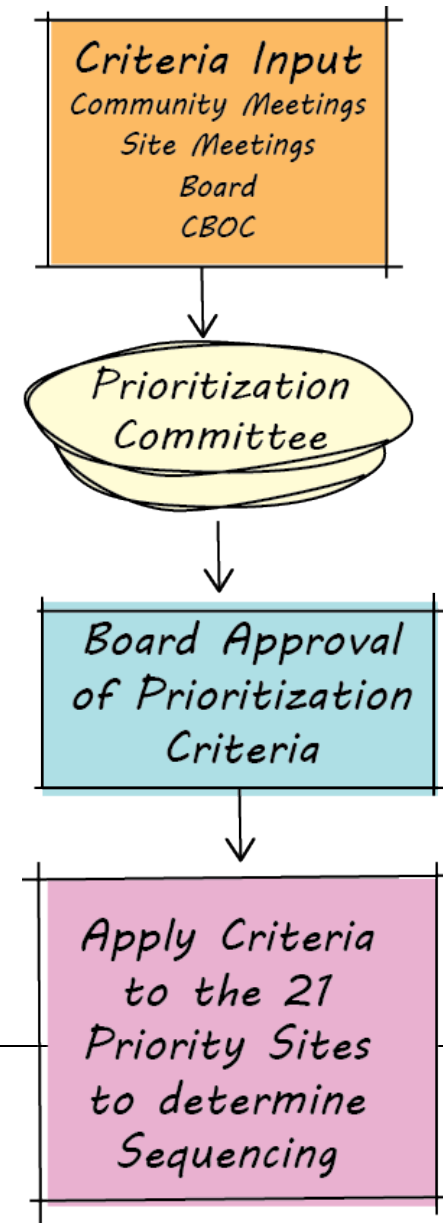 Criteria Input
Community Meetings
Site Meetings
Board
CBOC
Prioritization
Committee
Board Approval
of Prioritization
Criteria
Apply Criteria
to the 21
Priority Sites
to determine
Sequencing